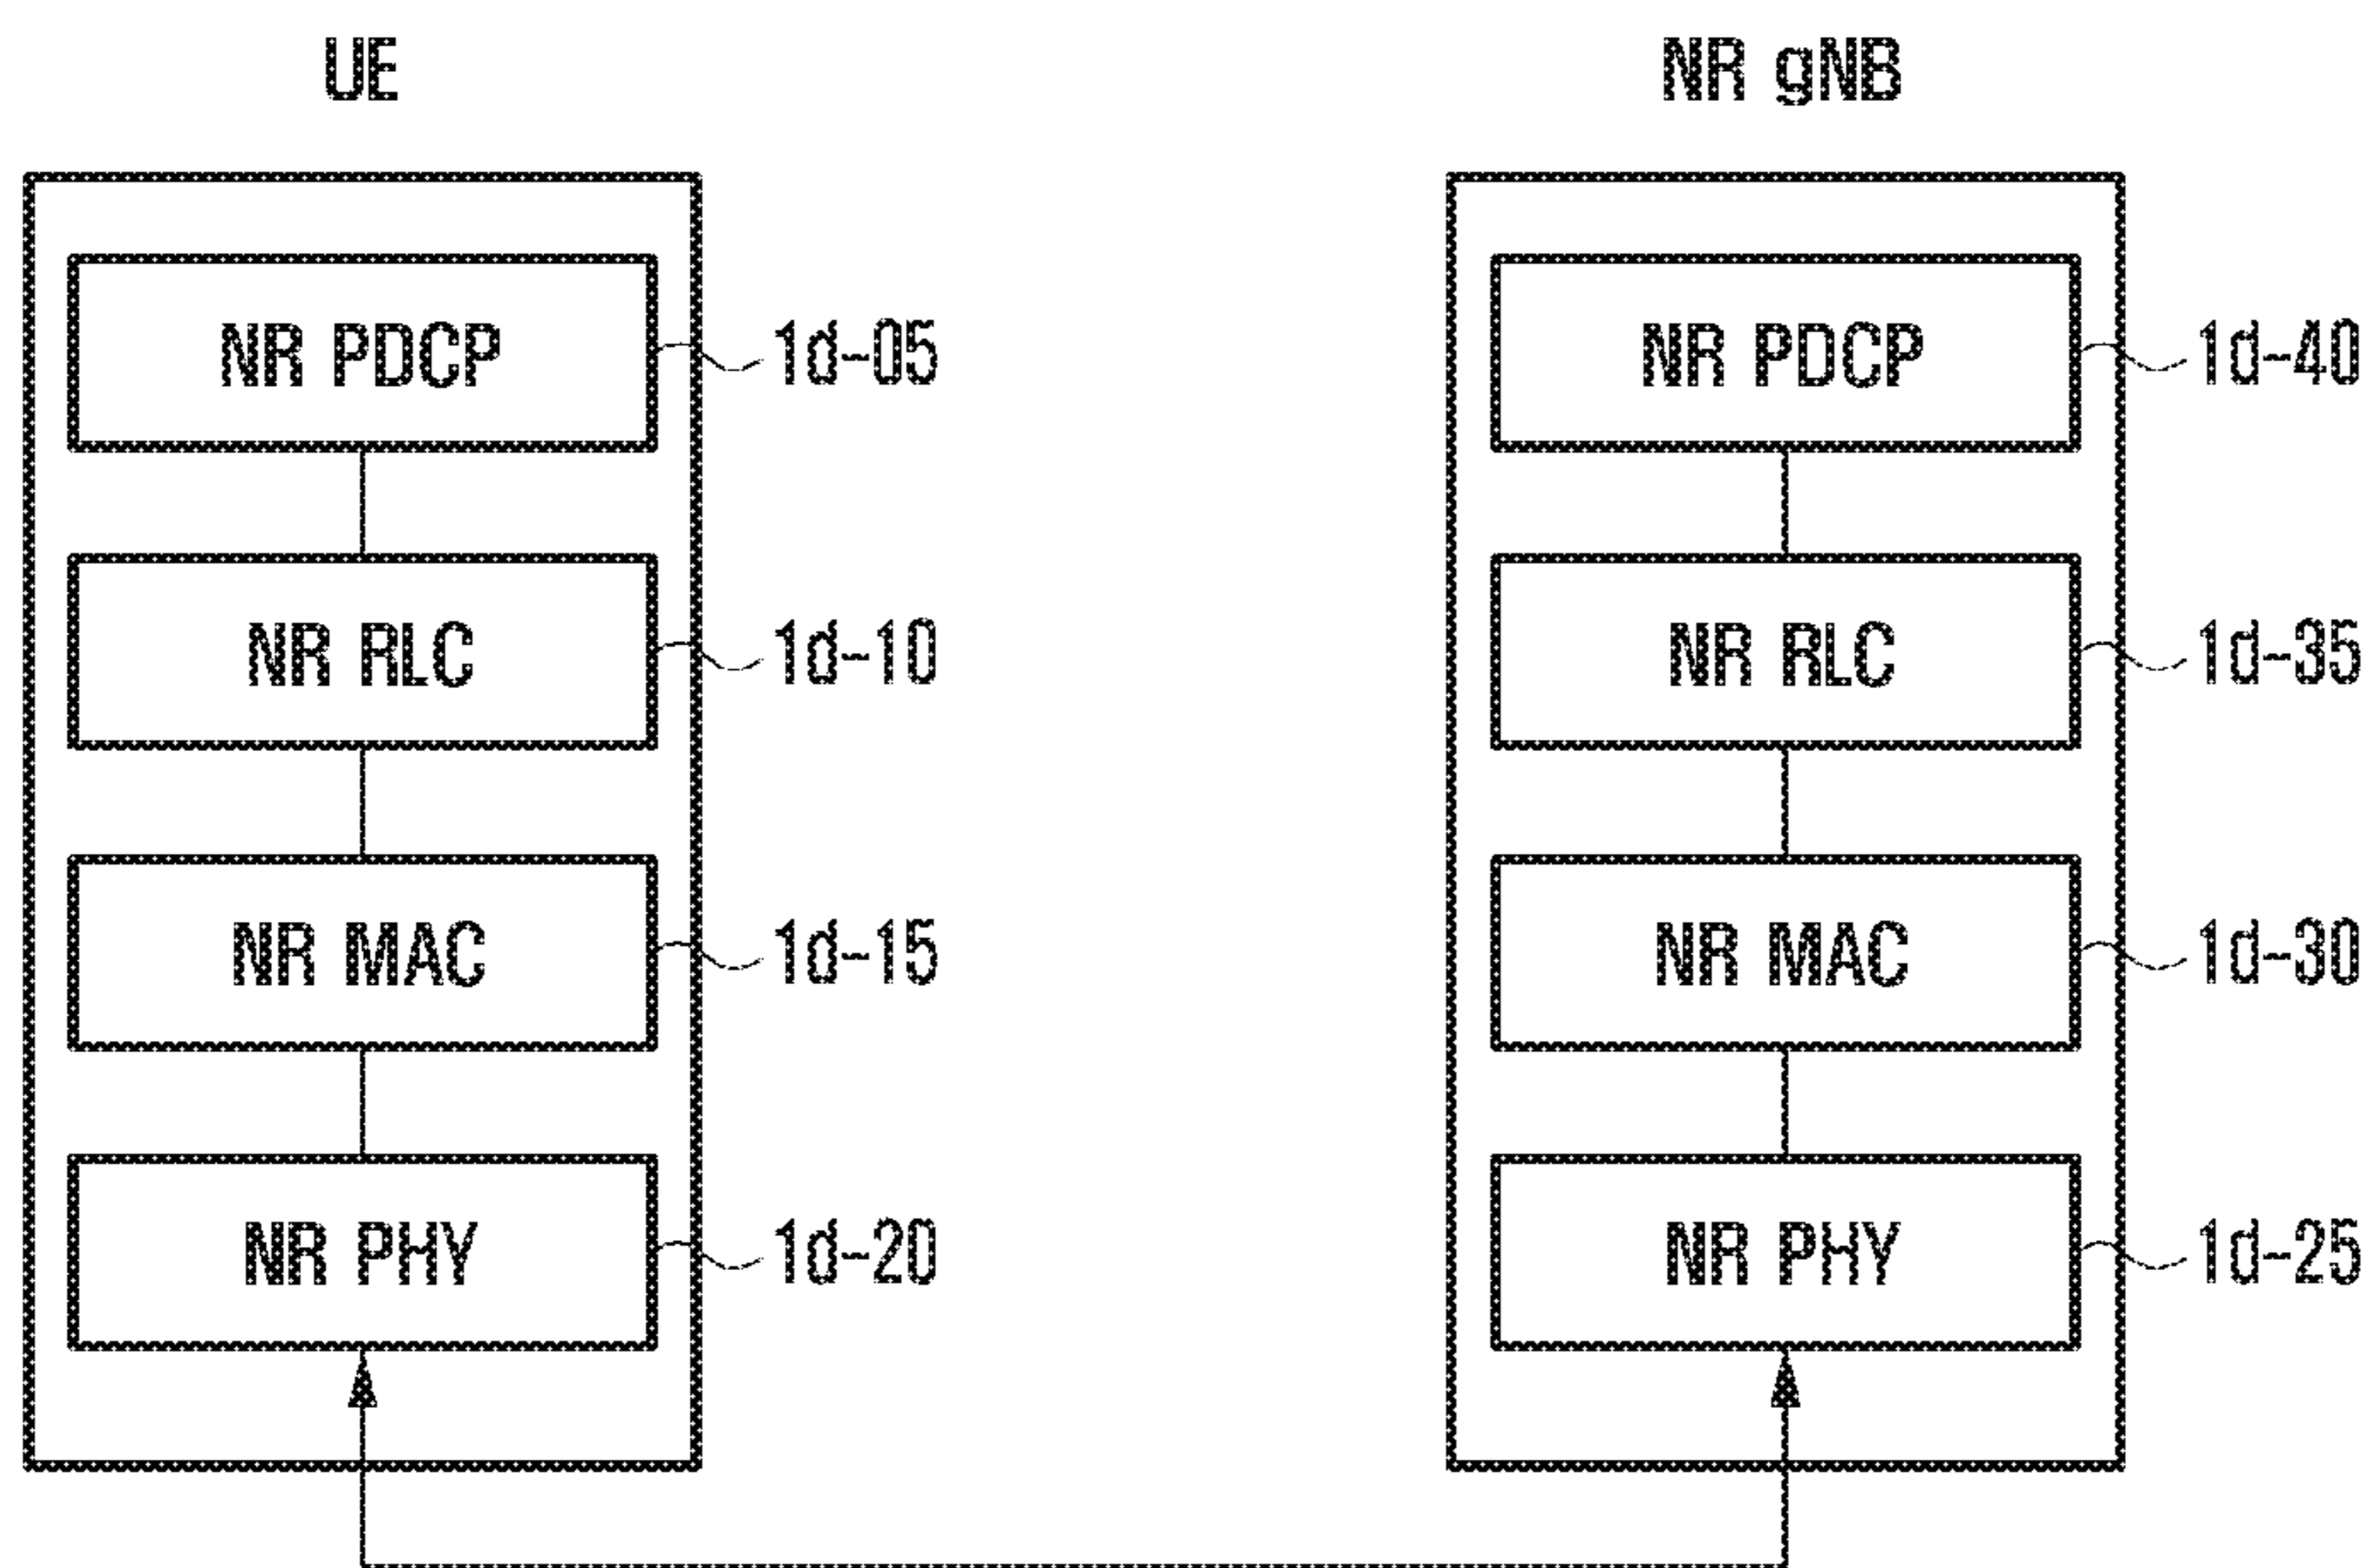 UE
NR PDCP 1d-05
NR RLC 1d-10
NR MAC 1d-15
NR PHY 1d-20
NR gNB
NR PDCP 1d-40
NR RLC 1d-35
NR MAC 1d-30
NR PHY 1d-25